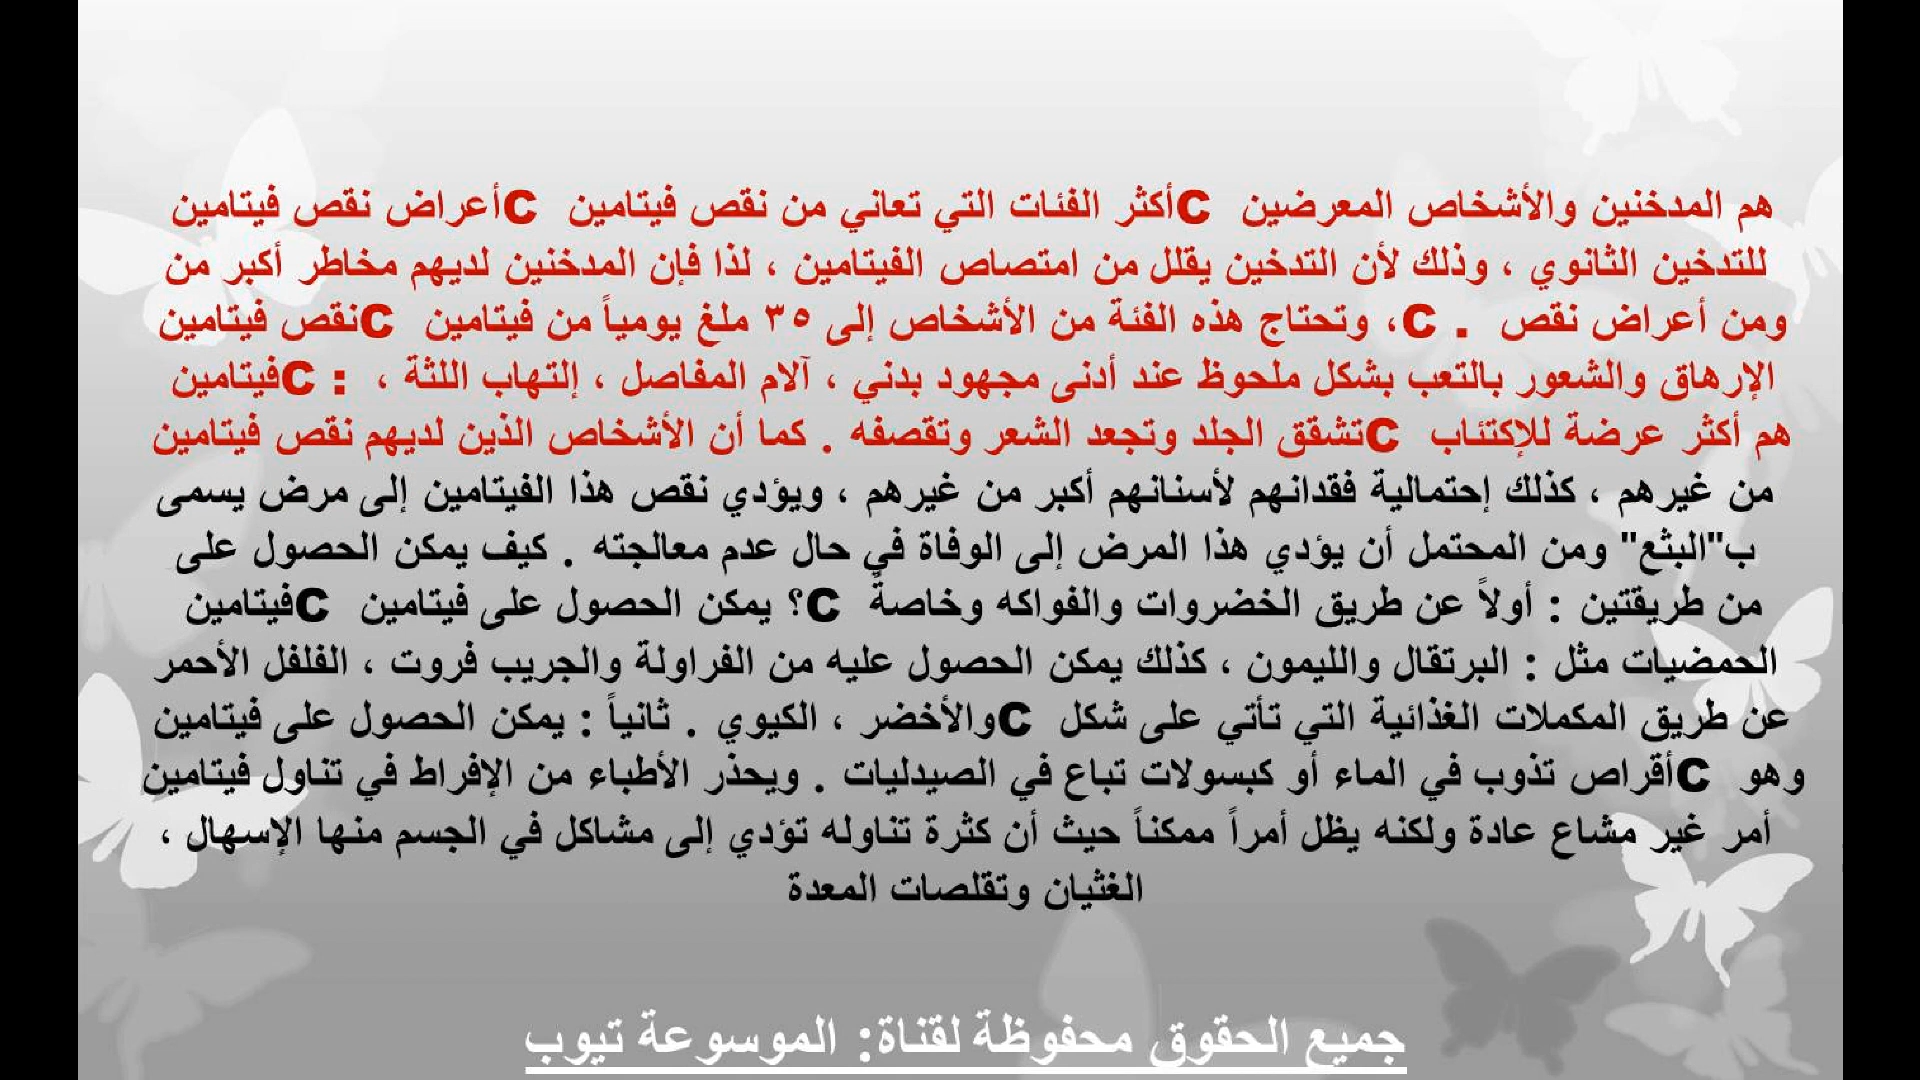 أعراض نقص فيتامين C أكثر الفئات التي تعاني من نقص فيتامين C هم المدخنين والأشخاص المعرضين
للتدخين الثانوي ، وذلك لأن التدخين يقلل من امتصاص الفيتامين ، لذا فإن المدخنين لديهم مخاطر أكبر من
نقص فيتامين C ، وتحتاج هذه الفئة من الأشخاص إلى ٣٥ ملغ يومياً من فيتامين C . ومن أعراض نقص
فيتامين C : الإرهاق والشعور بالتعب بشكل ملحوظ عند أدنى مجهود بدني ، آلام المفاصل ، إلتهاب اللثة ،
تشقق الجلد وتجعد الشعر وتقصفه . كما أن الأشخاص الذين لديهم نقص فيتامين C هم أكثر عرضة للإكتئاب
من غيرهم ، كذلك إحتمالية فقدانهم لأسنانهم أكبر من غيرهم ، ويؤدي نقص هذا الفيتامين إلى مرض يسمى
ب"البثع" ومن المحتمل أن يؤدي هذا المرض إلى الوفاة في حال عدم معالجته . كيف يمكن الحصول على
فيتامين C ؟ يمكن الحصول على فيتامين C من طريقتين : أولاً عن طريق الخضروات والفواكه وخاصةً
الحمضيات مثل : البرتقال والليمون ، كذلك يمكن الحصول عليه من الفراولة والجريب فروت ، الفلفل الأحمر
والأخضر ، الكيوي . ثانياً : يمكن الحصول على فيتامين C عن طريق المكملات الغذائية التي تأتي على شكل
أقراص تذوب في الماء أو كبسولات تباع في الصيدليات . ويحذر الأطباء من الإفراط في تناول فيتامين C وهو
أمر غير مشاع عادة ولكنه يظل أمراً ممكناً حيث أن كثرة تناوله تؤدي إلى مشاكل في الجسم منها الإسهال ،
الغثيان وتقلصات المعدة
جميع الحقوق محفوظة لقناة: الموسوعة تيوب